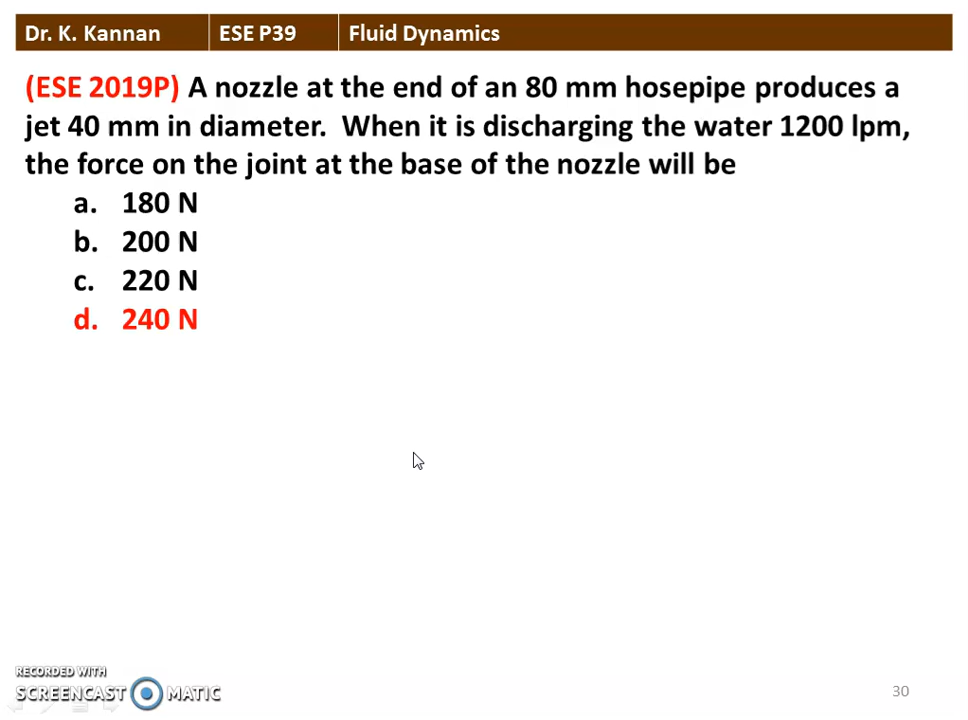 Dr. K. Kannan ESE P39 Fluid Dynamics
(ESE 2019P) A nozzle at the end of an 80 mm hosepipe produces a
jet 40 mm in diameter. When it is discharging the water 1200 lpm,
the force on the joint at the base of the nozzle will be
a. 180 N
b. 200 N
c. 220 N
d. 240 N
RECORDED WITH
SCREENCAST MATIC
30